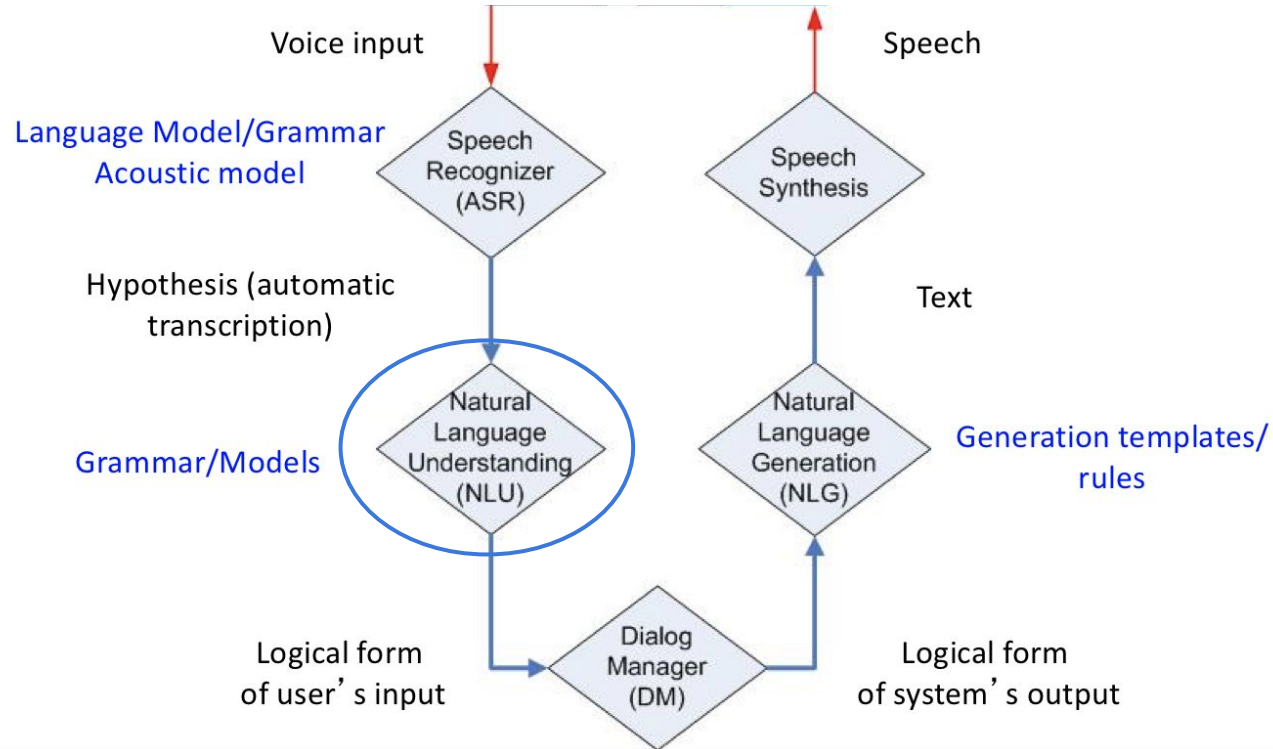 Voice input
Speech
Language Model/Grammar
Acoustic model
Speech
Recognizer
(ASR)
Speech
Synthesis
Hypothesis (automatic
transcription)
Text
Grammar/Models
Natural
Language
Understanding
(NLU)
Natural
Language
Generation
(NLG)
Generation templates/
rules
Logical form
of user’s input
Dialog
Manager
(DM)
Logical form
of system’s output